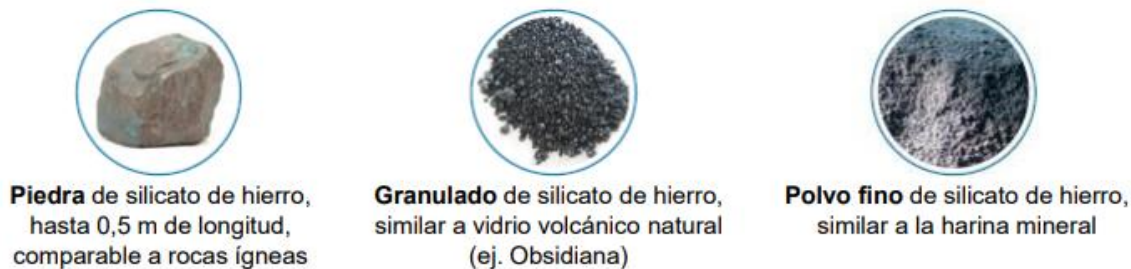 Piedra de silicato de hierro,
hasta 0,5 m de longitud,
comparable a rocas ígneas
Granulado de silicato de hierro,
similar a vidrio volcánico natural
(ej. Obsidiana)
Polvo fino de silicato de hierro,
similar a la harina mineral